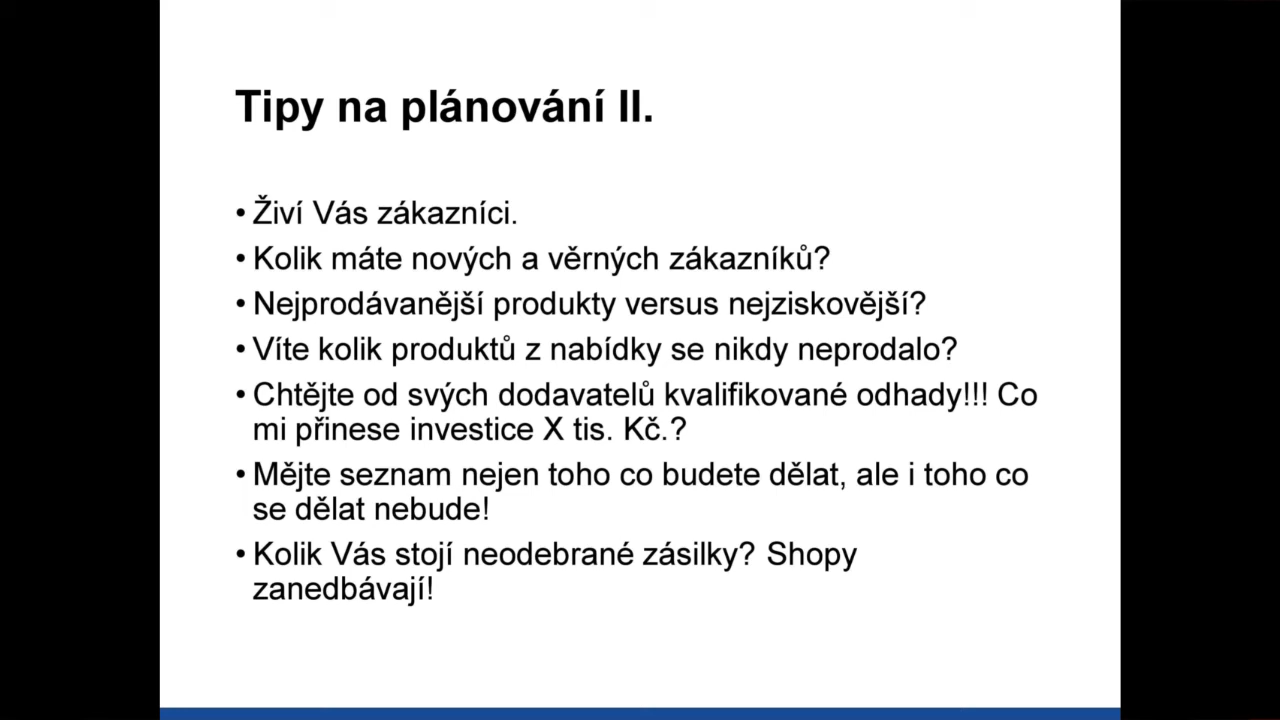 Tipy na plánování II.
• Živí Vás zákazníci.
• Kolik máte nových a věrných zákazníků?
• Nejprodávanější produkty versus nejziskovější?
• Víte kolik produktů z nabídky se nikdy neprodalo?
• Chtějte od svých dodavatelů kvalifikované odhady!!! Co
mi přinese investice X tis. Kč.?
• Mějte seznam nejen toho co budete dělat, ale i toho co
se dělat nebude!
• Kolik Vás stojí neodebrané zásilky? Shopy
zanedbávají!